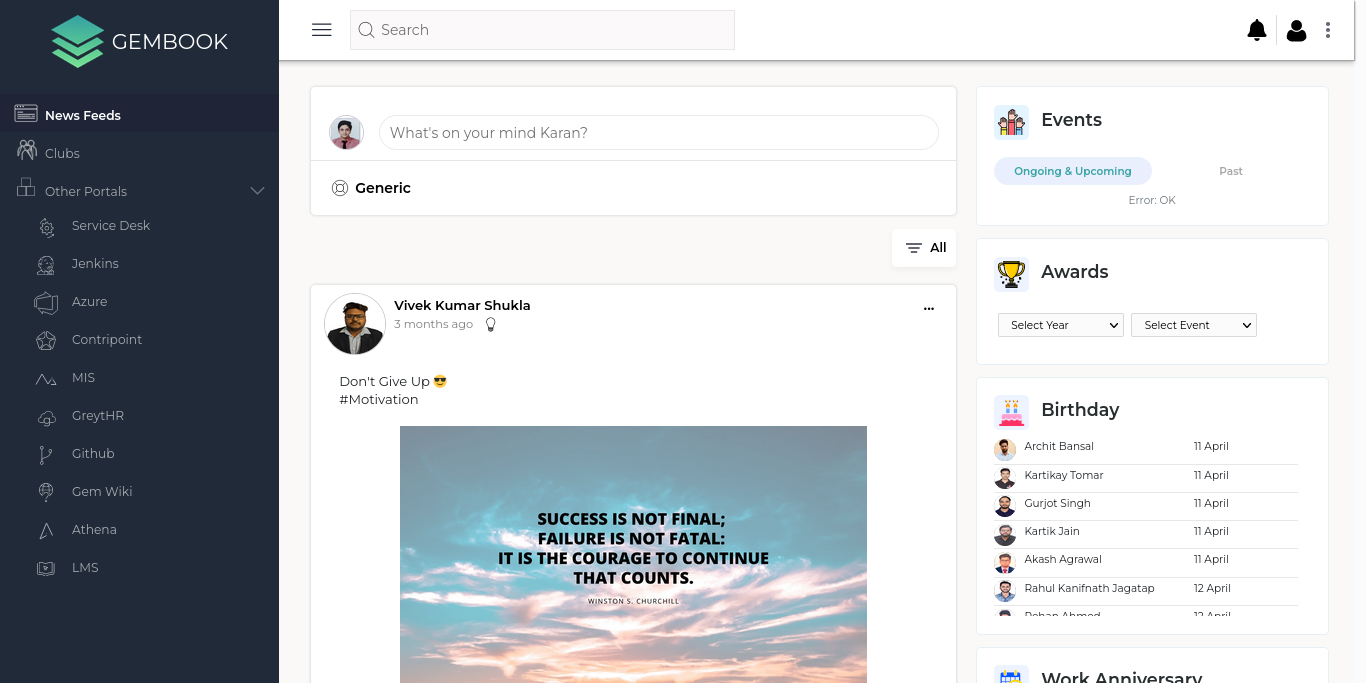 GEMBOOK
News Feeds
Clubs
Other Portals
Service Desk
Jenkins
Azure
Contripoint
MIS
GreytHR
Github
Gem Wiki
Athena
LMS
Search
What's on your mind Karan?
Generic
All
Vivek Kumar Shukla
3 months ago
Don't Give Up 😎
#Motivation
SUCCESS IS NOT FINAL;
FAILURE IS NOT FATAL:
IT IS THE COURAGE TO CONTINUE
THAT COUNTS.
WINSTON S. CHURCHILL
Events
Ongoing & Upcoming Past
Error: OK
Awards
Select Year Select Event
Birthday
Archit Bansal 11 April
Kartikay Tomar 11 April
Gurjot Singh 11 April
Kartik Jain 11 April
Akash Agrawal 11 April
Rahul Kanifnath Jagatap 12 April
Rohan Ahmed 12 April
Work Anniversary